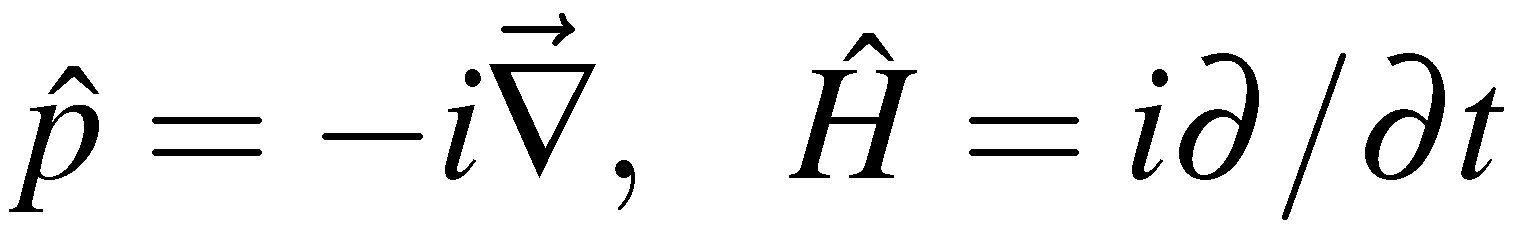 p̂ = −i∇⃗, Ĥ = i∂/∂t